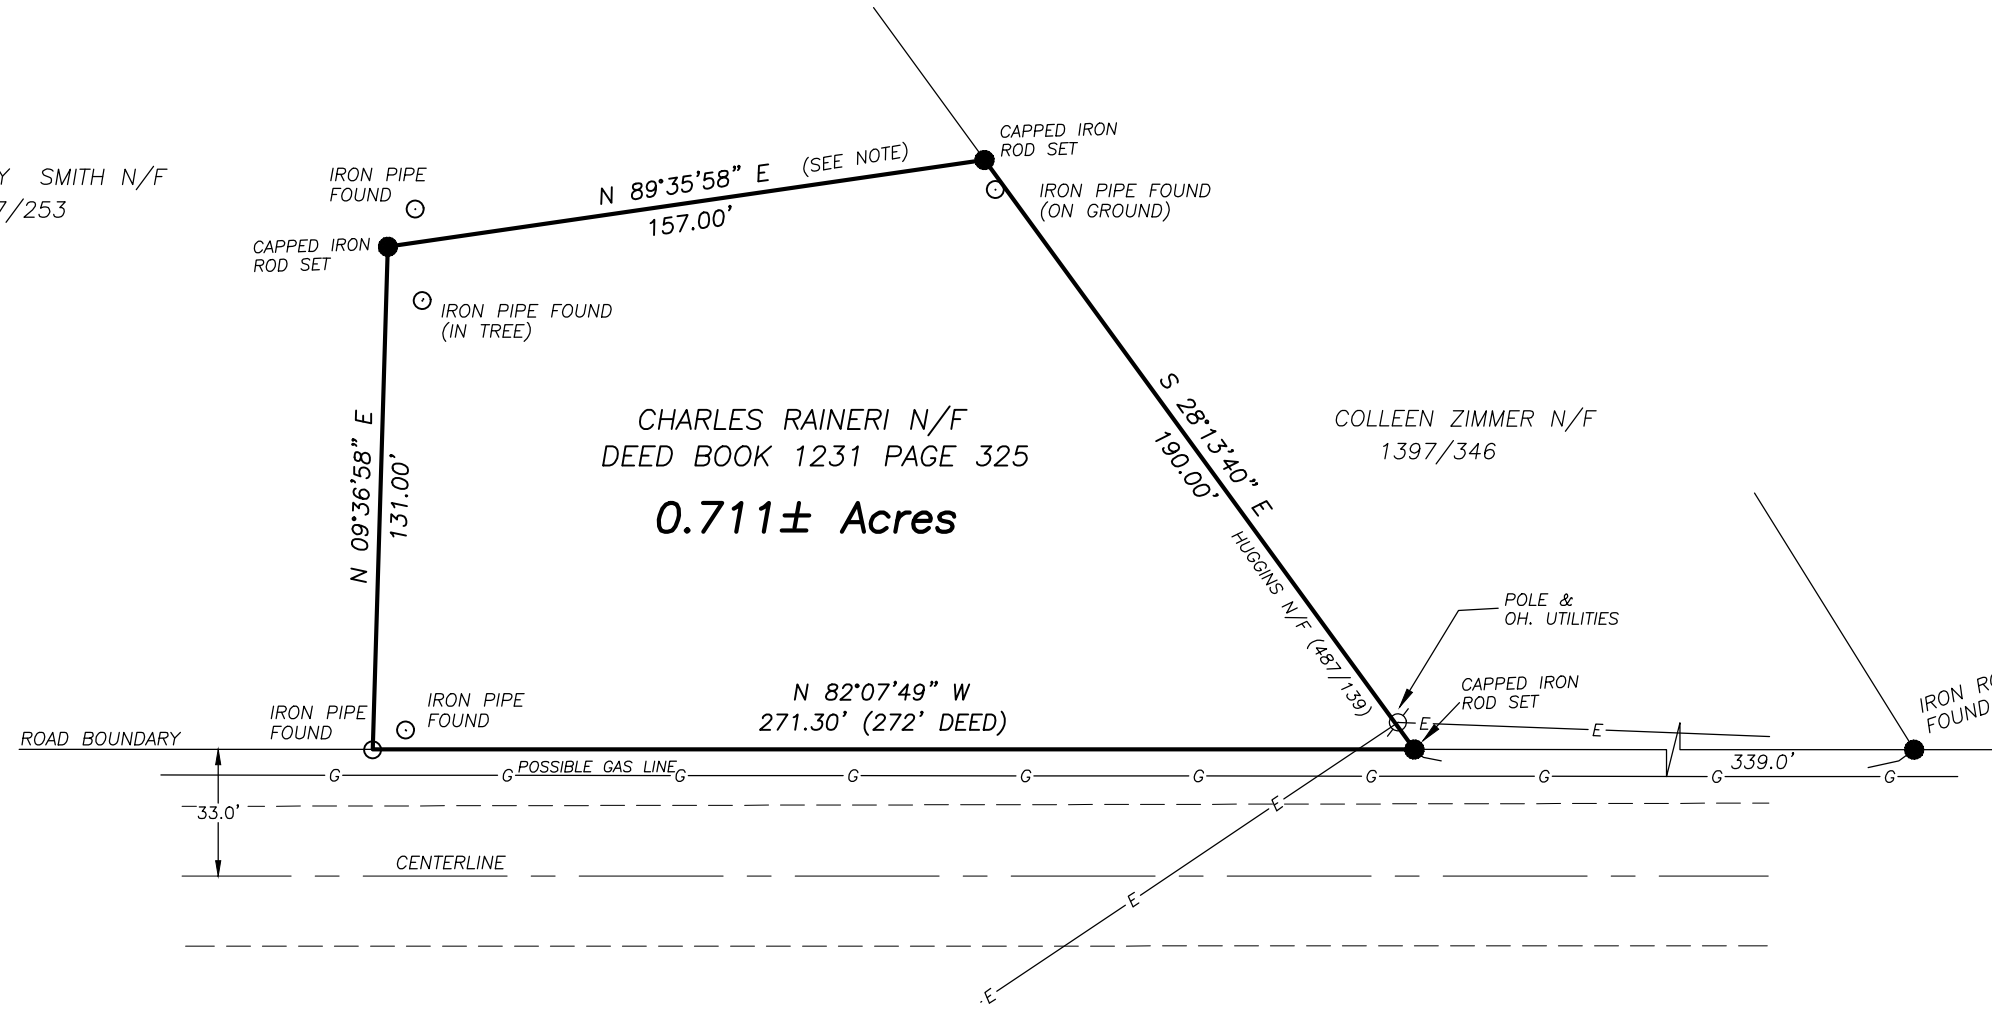 CAPPED IRON
ROD SET
(SEE NOTE)
N 89°35'58" E
157.00'
IRON PIPE
FOUND
SMITH N/F
/253
IRON PIPE FOUND
(ON GROUND)
CAPPED IRON
ROD SET
IRON PIPE FOUND
(IN TREE)
N 09°36'58" E
131.00'
CHARLES RAINERI N/F
DEED BOOK 1231 PAGE 325
0.711± Acres
S 28°13'40" E
190.00'
HUGGINS N/F (487/139)
COLLEEN ZIMMER N/F
1397/346
POLE &
OH. UTILITIES
CAPPED IRON
ROD SET
IRON
FOUND
N 82°07'49" W
271.30' (272' DEED)
IRON PIPE
FOUND
IRON PIPE
FOUND
ROAD BOUNDARY
E E
339.0'
G G POSSIBLE GAS LINE G G G G G G G G
33.0'
E
CENTERLINE
E
E